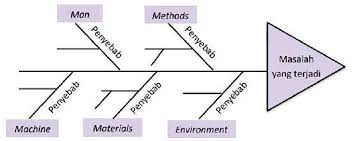 Man
Methods
Penyebab
Penyebab
Masalah
yang terjadi
Penyebab
Penyebab
Penyebab
Machine
Materials
Environment